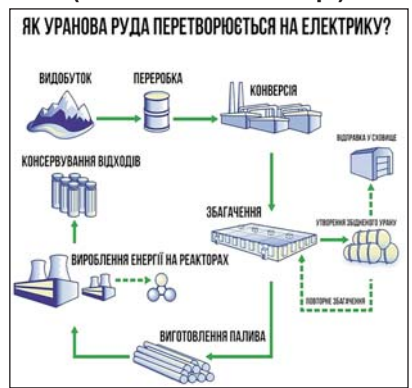 ЯК УРАНОВА РУДА ПЕРЕТВОРЮЄТЬСЯ НА ЕЛЕКТРИКУ?
ВИДОБУТОК
ПЕРЕРОБКА
КОНВЕРСІЯ
ВІДПРАВКА У СХОВИЩЕ
КОНСЕРВУВАННЯ ВІДХОДІВ
ЗБАГАЧЕННЯ
УТВОРЕННЯ ЗБІДНЕНОГО УРАНУ
ВИРОБЛЕННЯ ЕНЕРГІЇ НА РЕАКТОРАХ
ПОВТОРНЕ ЗБАГАЧЕННЯ
ВИГОТОВЛЕННЯ ПАЛИВА